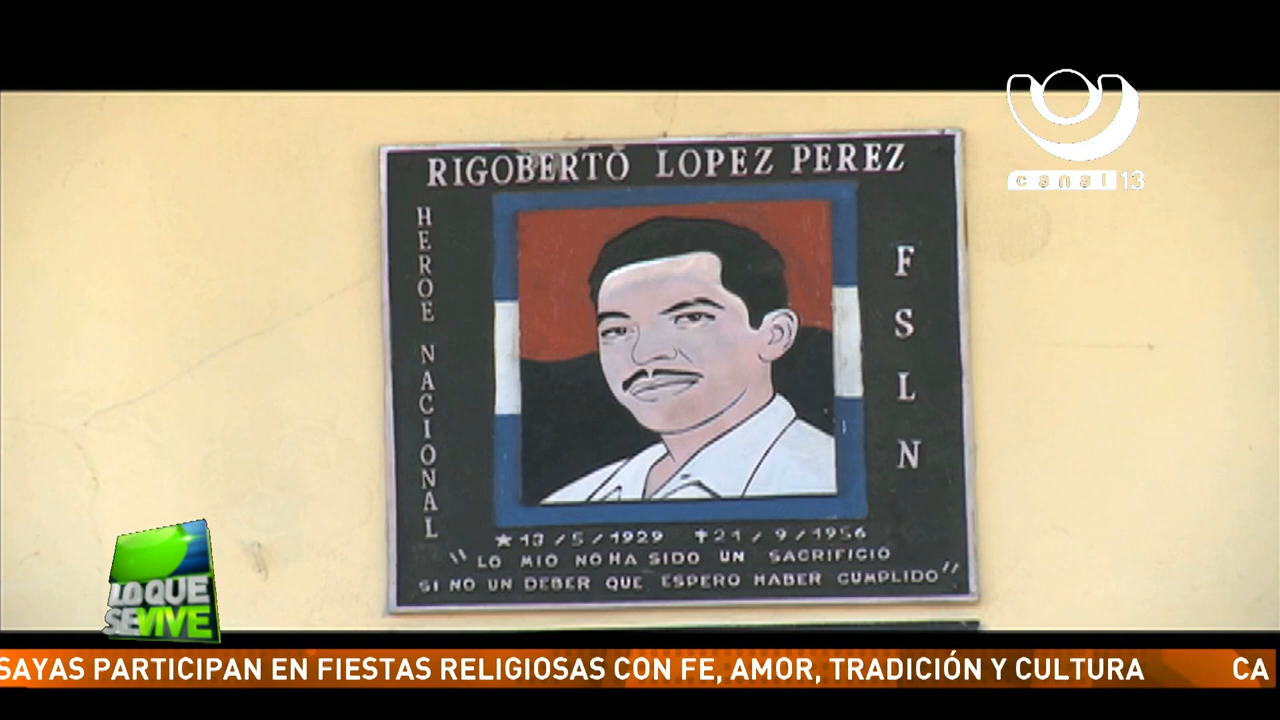 canal 13
RIGOBERTO LOPEZ PEREZ
HEROE NACIONAL
FSLN
★ 13 / 5 / 1929 ✝ 21 / 9 / 1956
"LO MIO NO HA SIDO UN SACRIFICIO
SI NO UN DEBER QUE ESPERO HABER CUMPLIDO"
LO QUE
SE VIVE
SAYAS PARTICIPAN EN FIESTAS RELIGIOSAS CON FE, AMOR, TRADICIÓN Y CULTURA CA